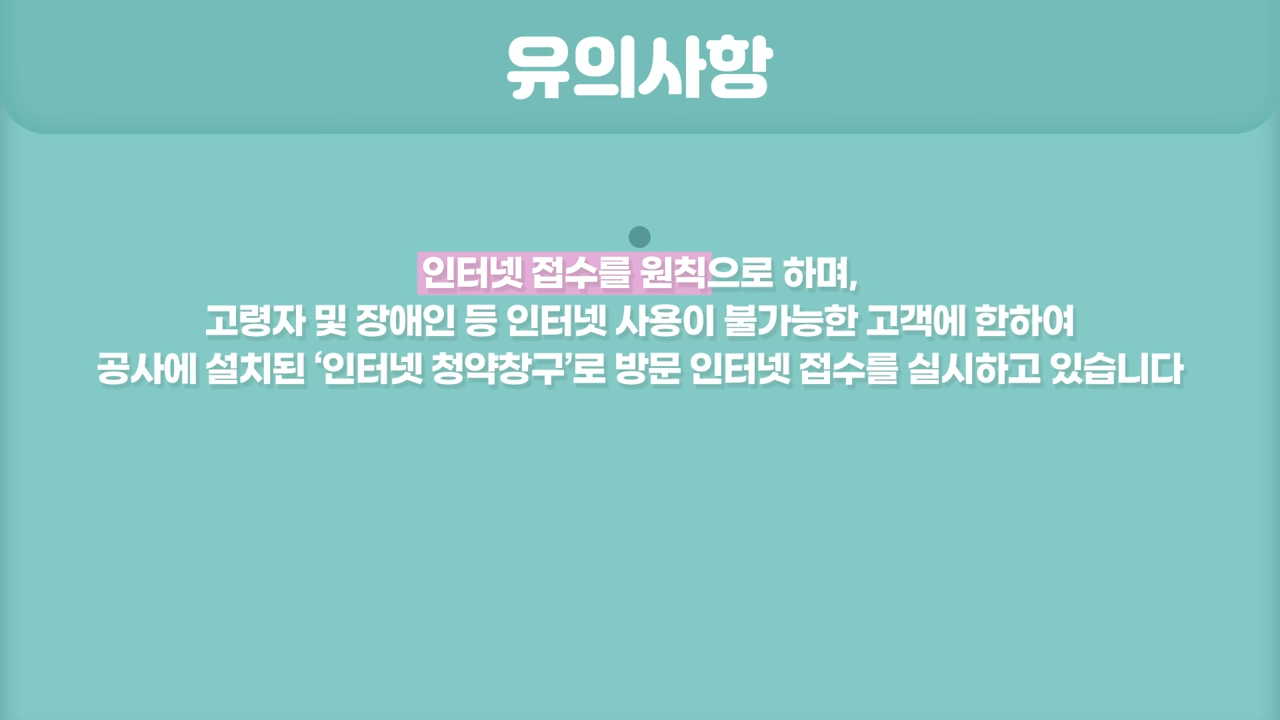 유의사항
인터넷 접수를 원칙으로 하며,
고령자 및 장애인 등 인터넷 사용이 불가능한 고객에 한하여
공사에 설치된 ‘인터넷 청약창구’로 방문 인터넷 접수를 실시하고 있습니다